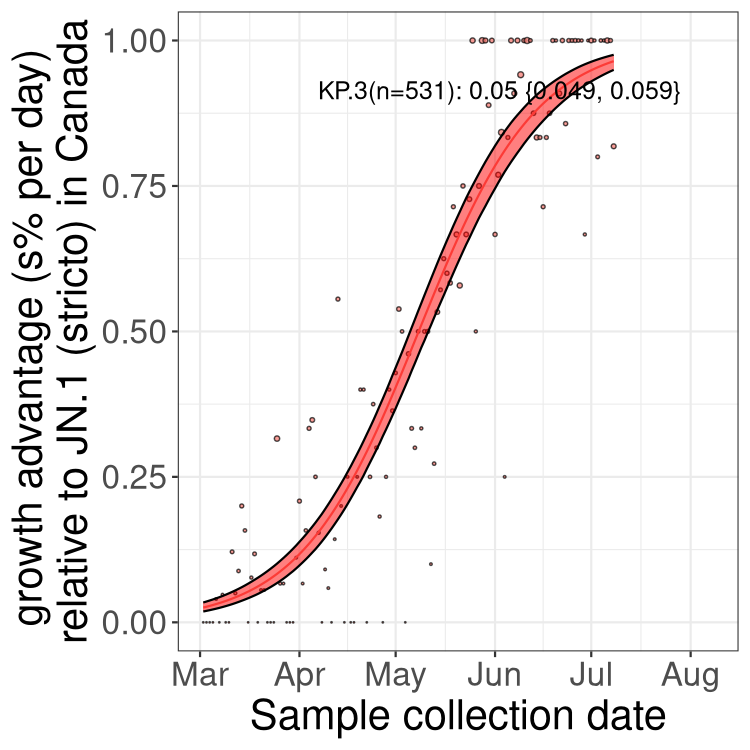 growth advantage (s% per day)
relative to JN.1 (stricto) in Canada
1.00
0.75
0.50
0.25
0.00
KP.3(n=531): 0.05 {0.049, 0.059}
Mar Apr May Jun Jul Aug
Sample collection date